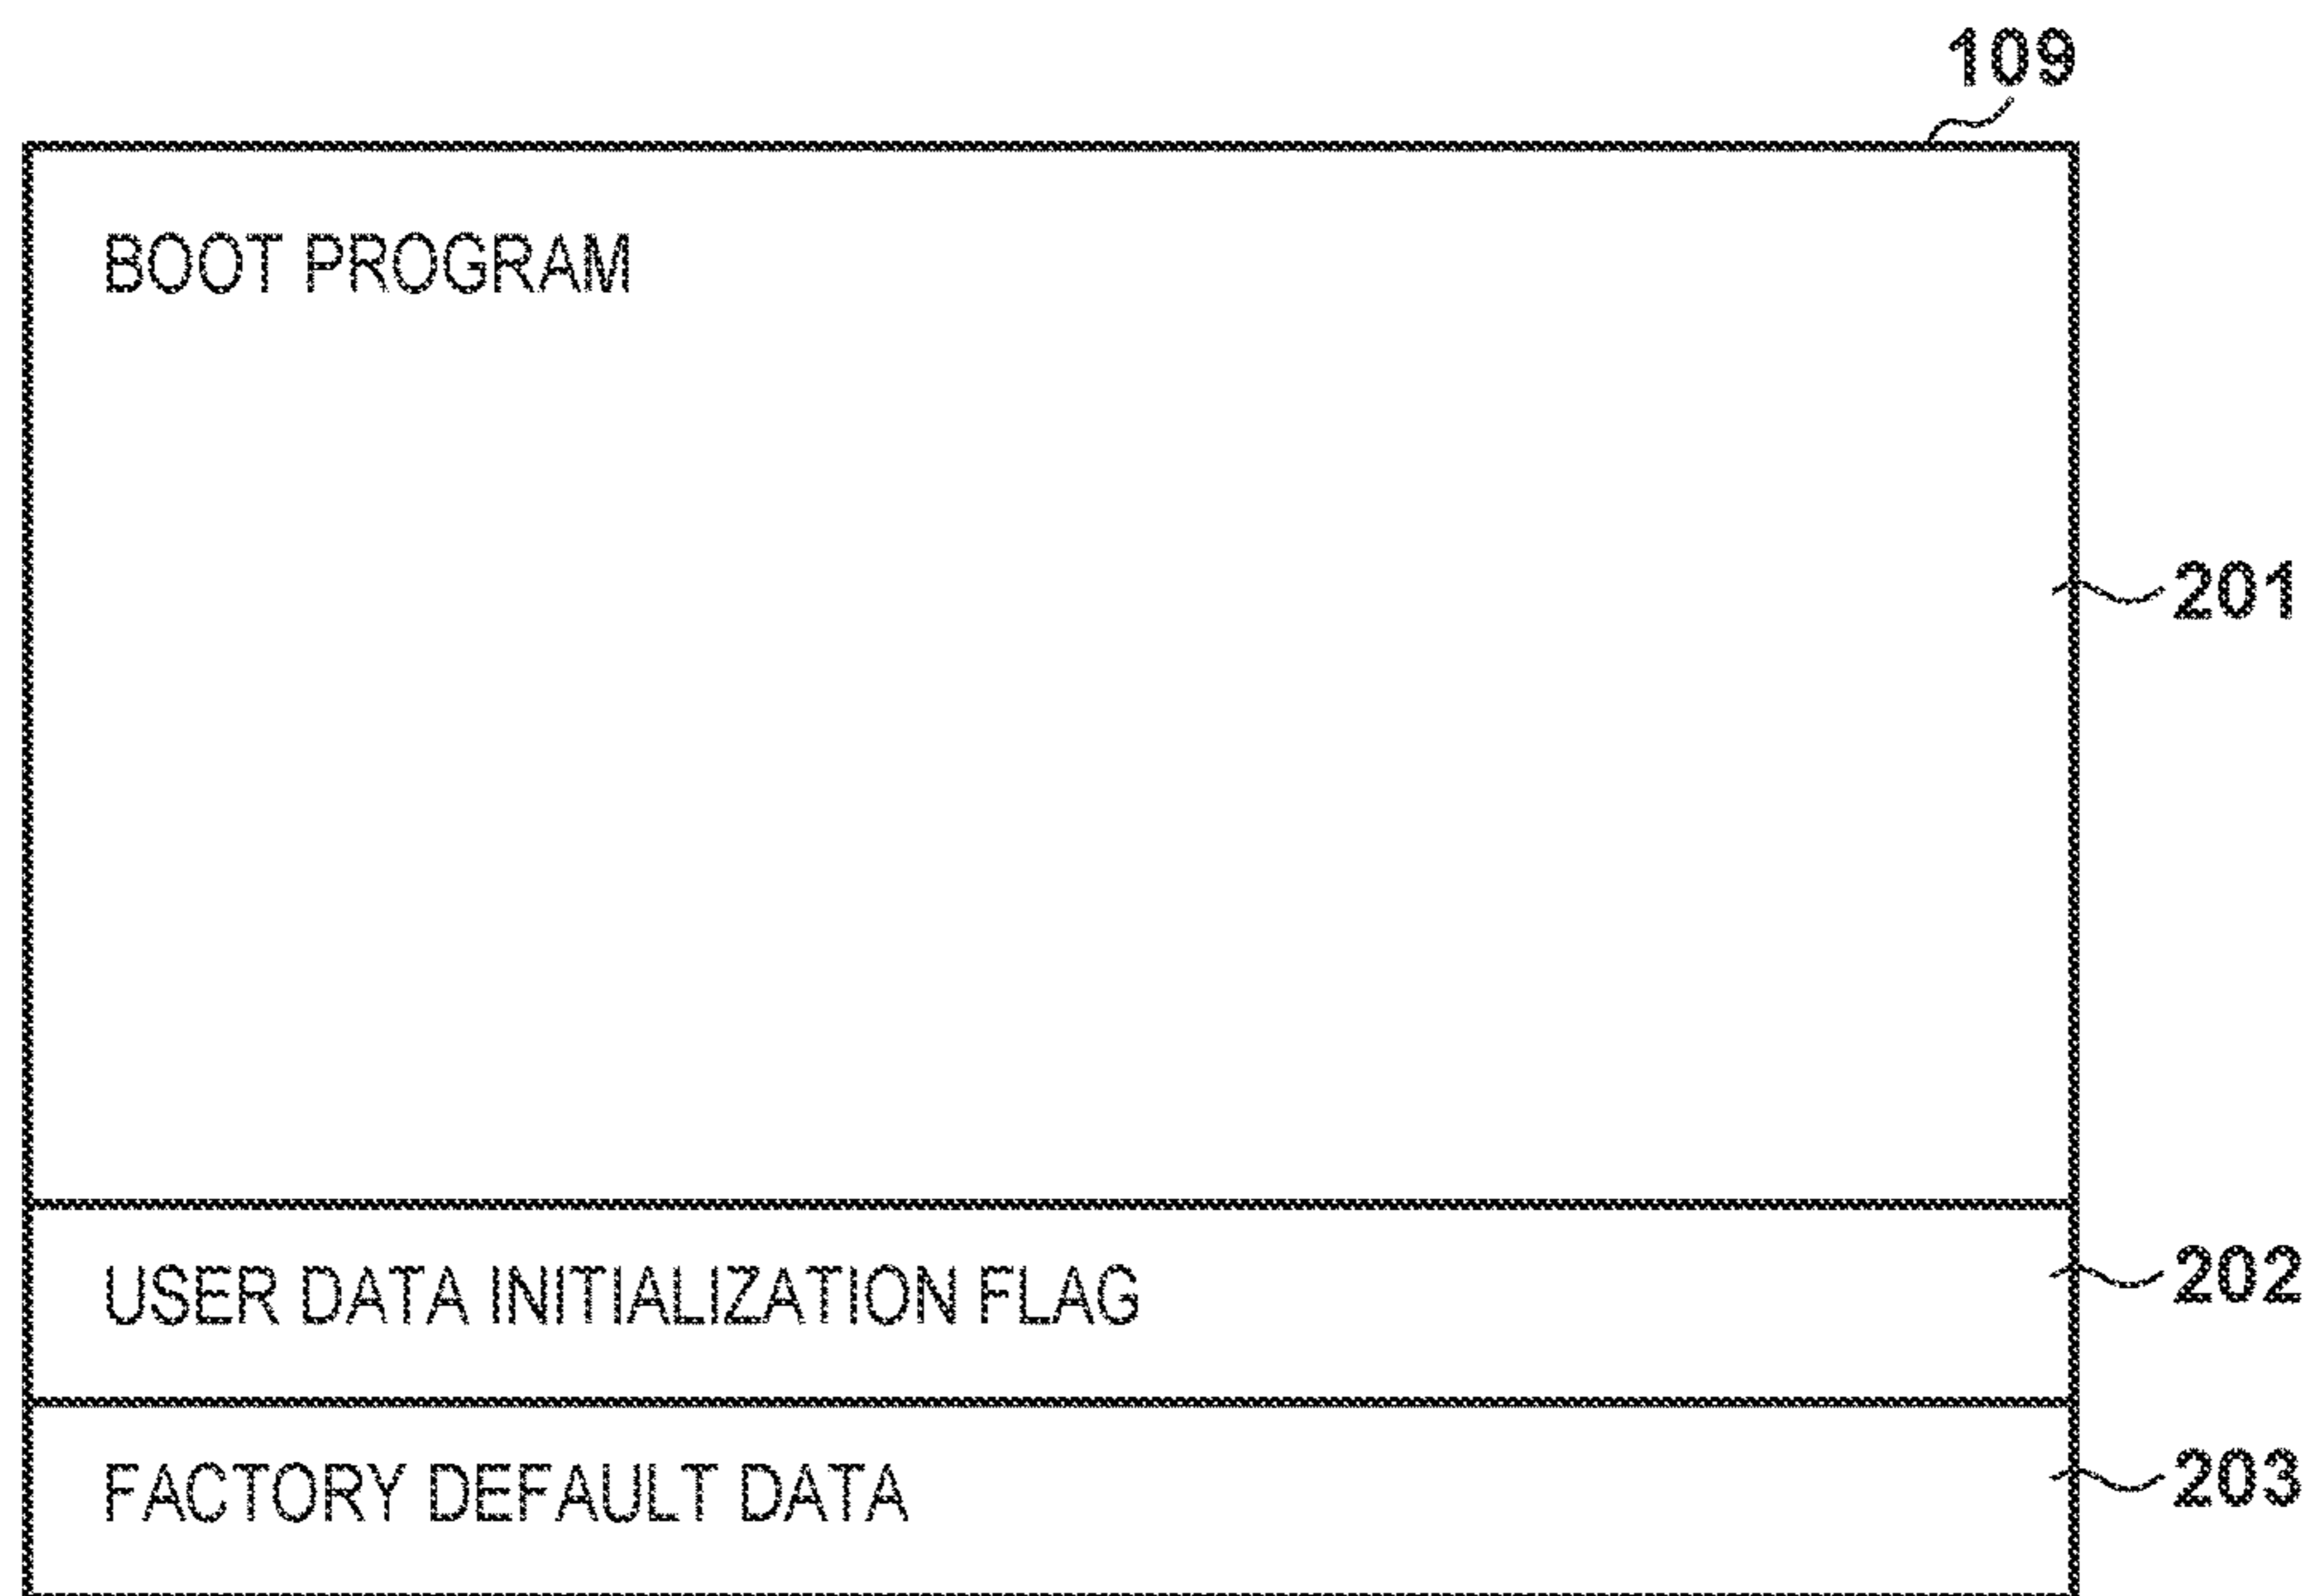 109
BOOT PROGRAM
201
USER DATA INITIALIZATION FLAG
202
FACTORY DEFAULT DATA
203